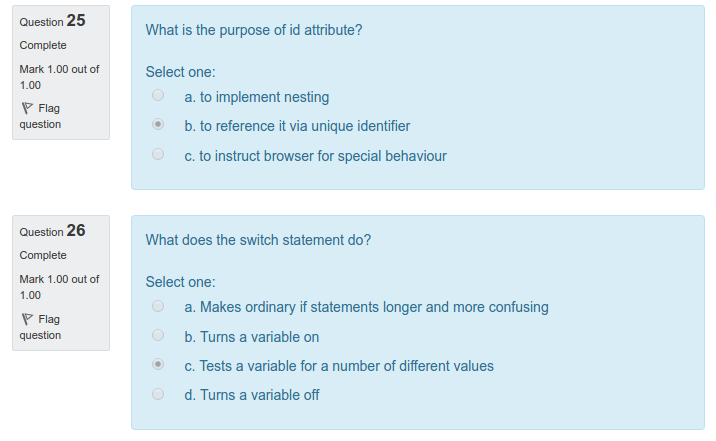 Question 25
Complete
Mark 1.00 out of
1.00
Flag
question
What is the purpose of id attribute?
Select one:
a. to implement nesting
b. to reference it via unique identifier
c. to instruct browser for special behaviour
Question 26
Complete
Mark 1.00 out of
1.00
Flag
question
What does the switch statement do?
Select one:
a. Makes ordinary if statements longer and more confusing
b. Turns a variable on
c. Tests a variable for a number of different values
d. Turns a variable off